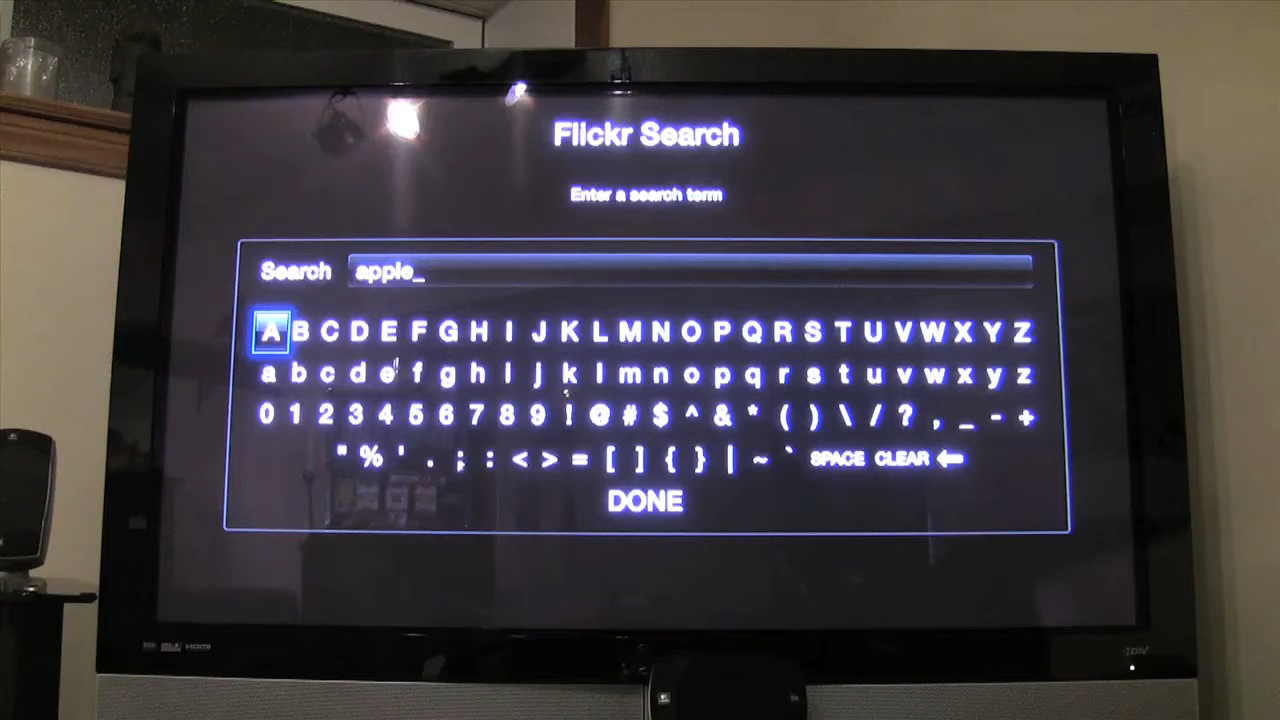 Flickr Search
Enter a search term
Search apple_
A B C D E F G H I J K L M N O P Q R S T U V W X Y Z
a b c d e f g h i j k l m n o p q r s t u v w x y z
0 1 2 3 4 5 6 7 8 9 ! @ # $ ^ & * ( ) \ / ? , _ - +
" % ' . ; : < > = [ ] { } | ~ ` SPACE CLEAR ←
DONE
HDMI